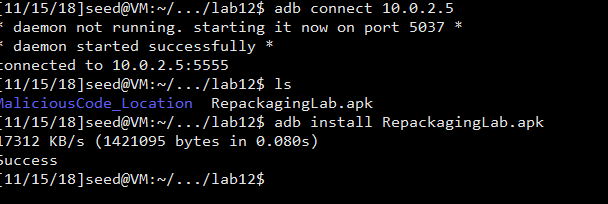 [11/15/18]seed@VM:~/.../lab12$ adb connect 10.0.2.5
* daemon not running. starting it now on port 5037 *
* daemon started successfully *
connected to 10.0.2.5:5555
[11/15/18]seed@VM:~/.../lab12$ ls
MaliciousCode_Location  RepackagingLab.apk
[11/15/18]seed@VM:~/.../lab12$ adb install RepackagingLab.apk
17312 KB/s (1421095 bytes in 0.080s)
Success
[11/15/18]seed@VM:~/.../lab12$